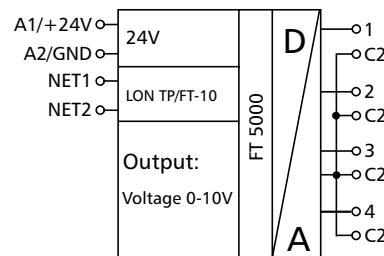 A1/+24V
A2/GND
NET1
NET2
24V
LON TP/FT-10
Output:
Voltage 0-10V
FT 5000
D
A
1
C2
2
C2
3
C2
4
C2